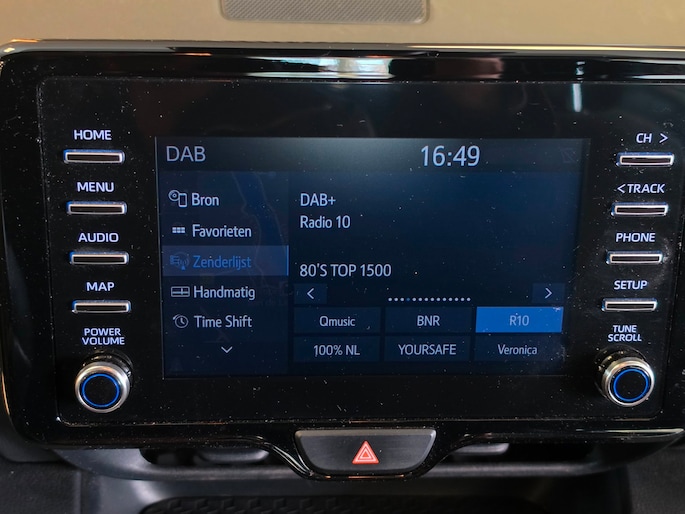 HOME
MENU
AUDIO
MAP
POWER
VOLUME
DAB
16:49
Bron
Favorieten
Zenderlijst
Handmatig
Time Shift
DAB+
Radio 10
80'S TOP 1500
<
>
Qmusic
BNR
R10
100% NL
YOURSAFE
Veronica
CH >
< TRACK
PHONE
SETUP
TUNE
SCROLL